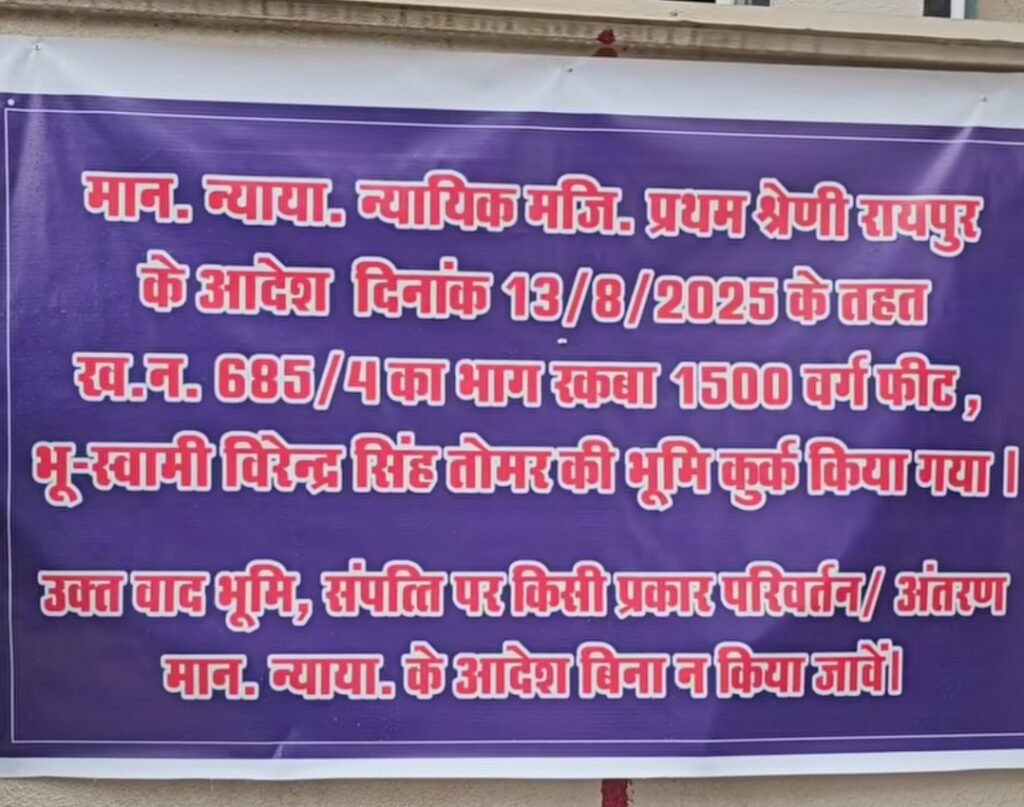 मान. न्याया. न्यायिक मजि. प्रथम श्रेणी रायपुर
के आदेश दिनांक 13/8/2025 के तहत
ख.न. 685/4 का भाग रकबा 1500 वर्ग फीट ,
भू-स्वामी विरेन्द्र सिंह तोमर की भूमि कुर्क किया गया |
उक्त वाद भूमि, संपत्ति पर किसी प्रकार परिवर्तन/ अंतरण
मान. न्याया. के आदेश बिना न किया जावें|